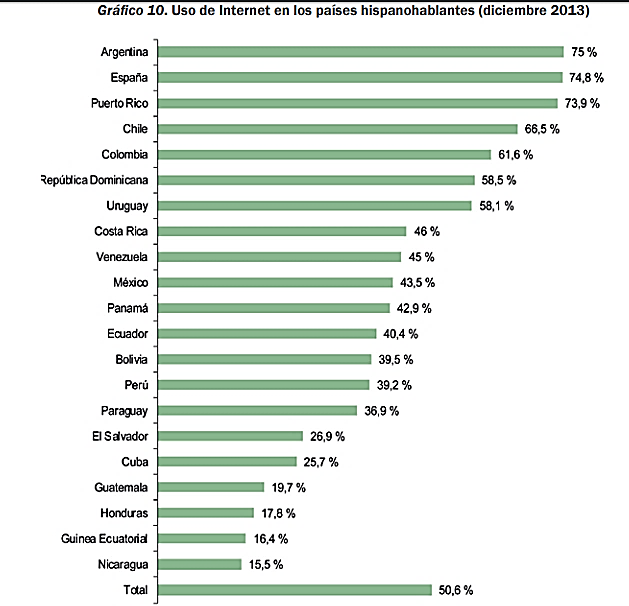 Gráfico 10. Uso de Internet en los países hispanohablantes (diciembre 2013)
Argentina 75 %
España 74,8 %
Puerto Rico 73,9 %
Chile 66,5 %
Colombia 61,6 %
República Dominicana 58,5 %
Uruguay 58,1 %
Costa Rica 46 %
Venezuela 45 %
México 43,5 %
Panamá 42,9 %
Ecuador 40,4 %
Bolivia 39,5 %
Perú 39,2 %
Paraguay 36,9 %
El Salvador 26,9 %
Cuba 25,7 %
Guatemala 19,7 %
Honduras 17,8 %
Guinea Ecuatorial 16,4 %
Nicaragua 15,5 %
Total 50,6 %